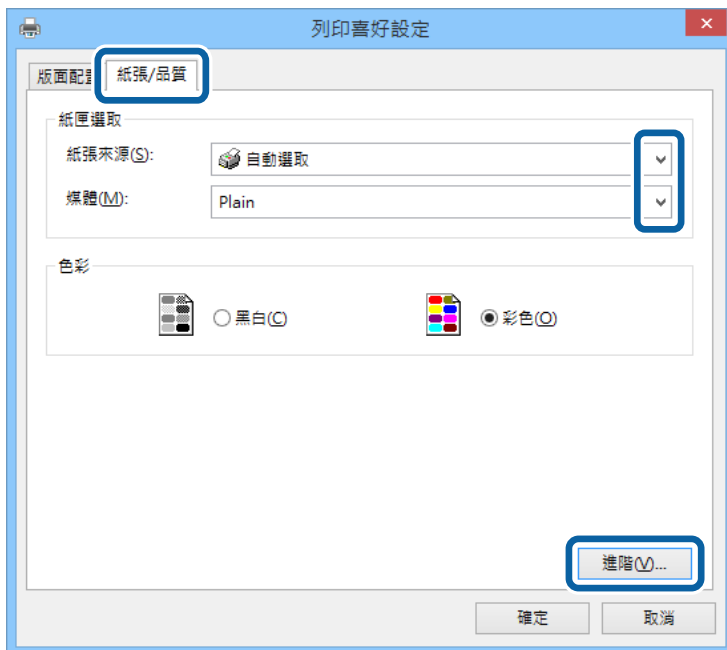 列印喜好設定
版面配
紙張/品質
紙匣選取
紙張來源(S):
自動選取
媒體(M):
Plain
色彩
黑白(C)
彩色(O)
進階(V)...
確定
取消